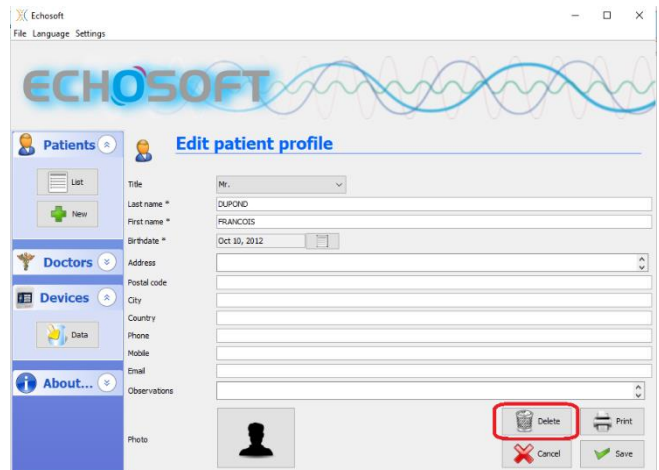 Echosoft
File Language Settings
ECHOSOFT
Patients
List
New
Doctors
Devices
Data
About...
Edit patient profile
Title Mr.
Last name * DUPOND
First name * FRANCOIS
Birthdate * Oct 10, 2012
Address
Postal code
City
Country
Phone
Mobile
Email
Observations
Photo
Delete Print
Cancel Save